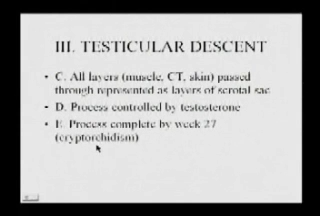 III. TESTICULAR DESCENT
• C. All layers (muscle, CT, skin) passed
through represented as layers of scrotal sac
• D. Process controlled by testosterone
• E. Process complete by week 27
(cryptorchidism)